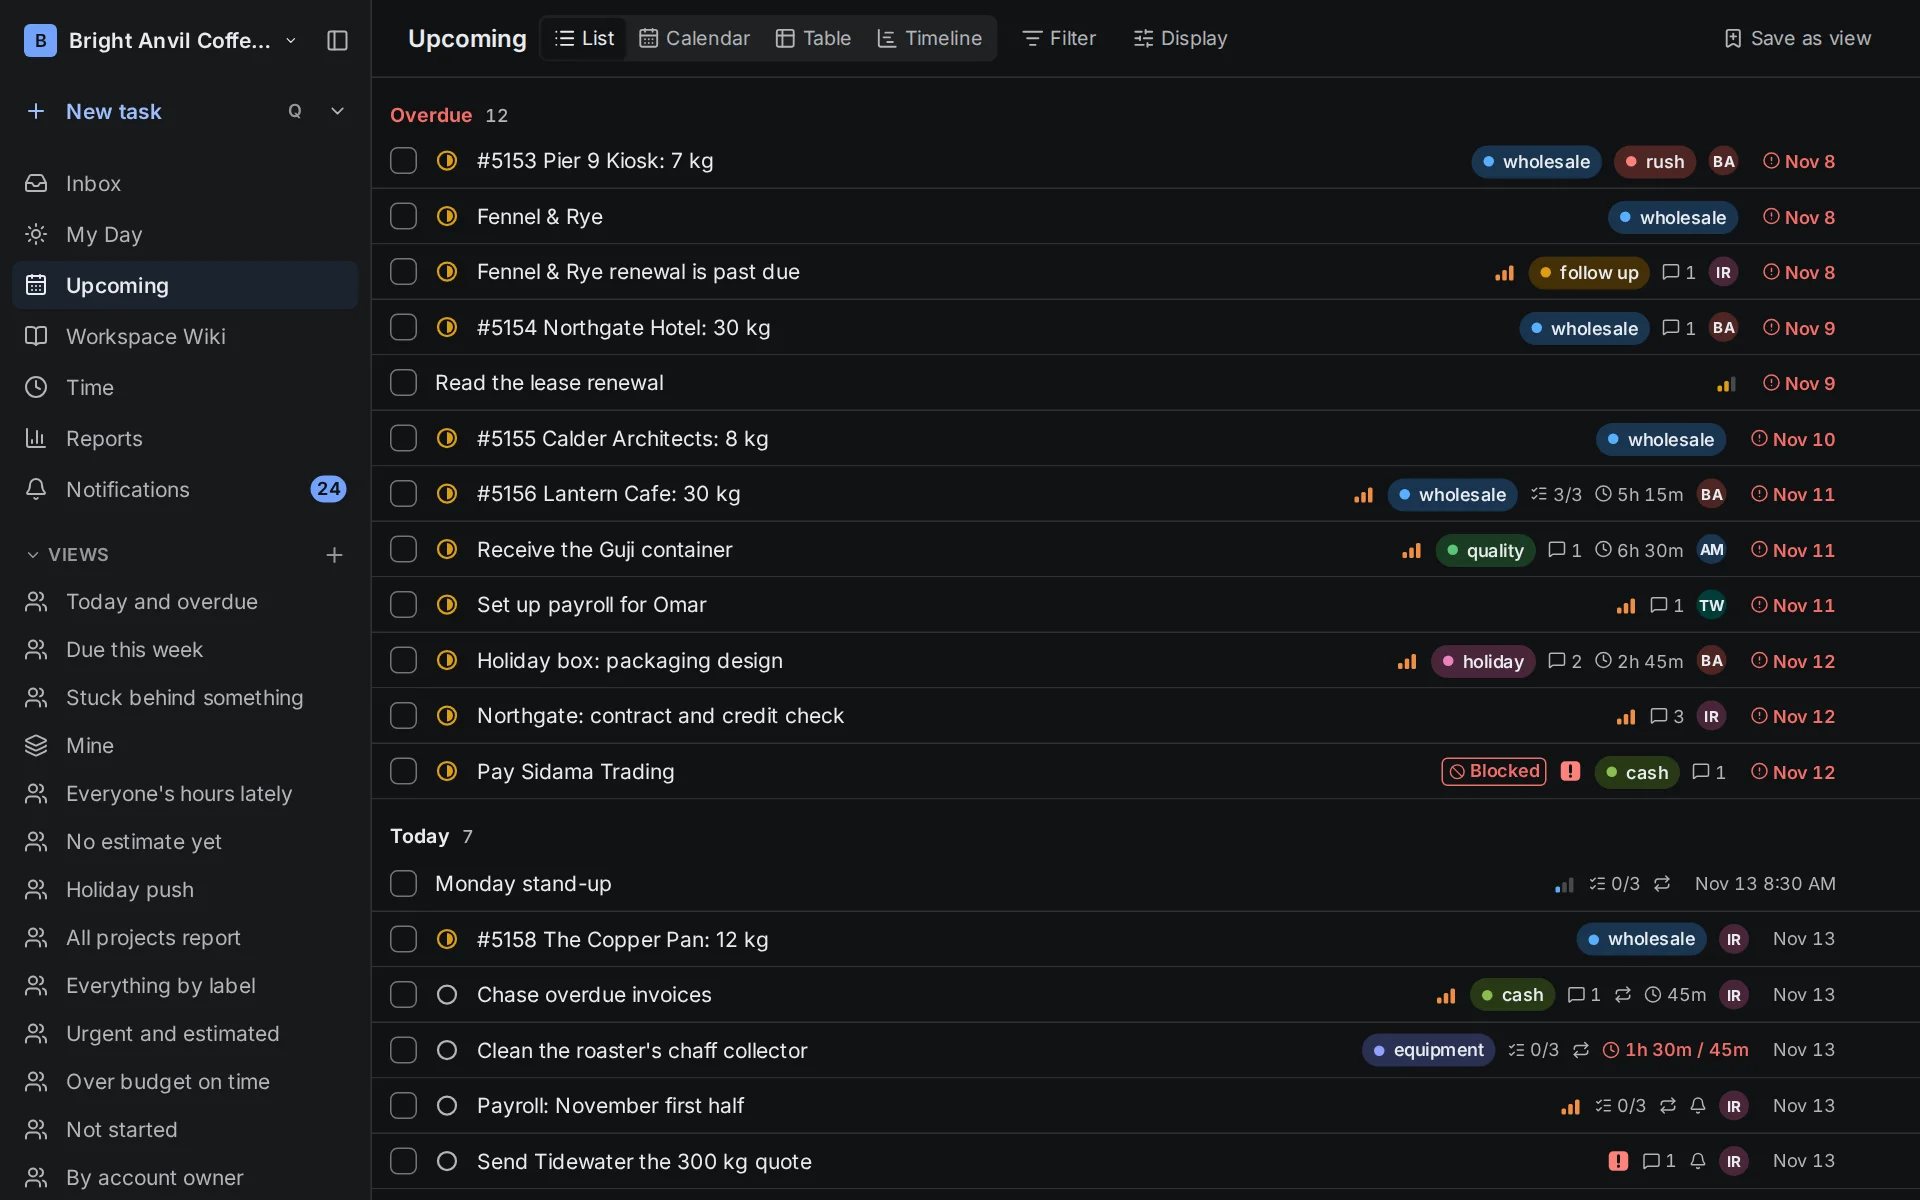 B Bright Anvil Coffe...
New task Q
Inbox
My Day
Upcoming
Workspace Wiki
Time
Reports
Notifications 24
VIEWS
Today and overdue
Due this week
Stuck behind something
Mine
Everyone's hours lately
No estimate yet
Holiday push
All projects report
Everything by label
Urgent and estimated
Over budget on time
Not started
By account owner
Upcoming List Calendar Table Timeline Filter Display Save as view
Overdue 12
#5153 Pier 9 Kiosk: 7 kg wholesale rush BA Nov 8
Fennel & Rye wholesale Nov 8
Fennel & Rye renewal is past due follow up 1 IR Nov 8
#5154 Northgate Hotel: 30 kg wholesale 1 BA Nov 9
Read the lease renewal Nov 9
#5155 Calder Architects: 8 kg wholesale Nov 10
#5156 Lantern Cafe: 30 kg wholesale 3/3 5h 15m BA Nov 11
Receive the Guji container quality 1 6h 30m AM Nov 11
Set up payroll for Omar 1 TW Nov 11
Holiday box: packaging design holiday 2 2h 45m BA Nov 12
Northgate: contract and credit check 3 IR Nov 12
Pay Sidama Trading Blocked cash 1 Nov 12
Today 7
Monday stand-up 0/3 Nov 13 8:30 AM
#5158 The Copper Pan: 12 kg wholesale IR Nov 13
Chase overdue invoices cash 1 45m IR Nov 13
Clean the roaster's chaff collector equipment 0/3 1h 30m / 45m Nov 13
Payroll: November first half 0/3 IR Nov 13
Send Tidewater the 300 kg quote 1 IR Nov 13